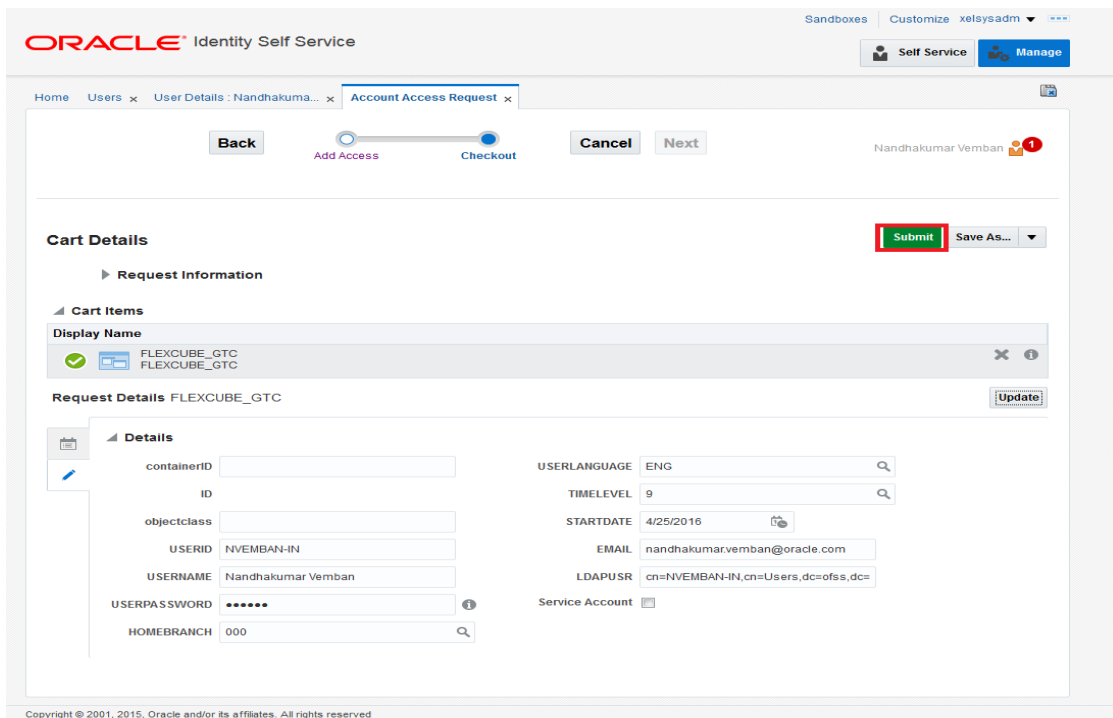 Sandboxes Customize xelsysadm
ORACLE Identity Self Service
Self Service Manage
Home Users x User Details : Nandhakuma... x Account Access Request x
Back Add Access Checkout Cancel Next Nandhakumar Vemban 1
Cart Details Submit Save As...
Request Information
Cart Items
Display Name
FLEXCUBE_GTC
FLEXCUBE_GTC
Request Details FLEXCUBE_GTC Update
Details
containerID USERLANGUAGE ENG
ID TIMELEVEL 9
objectclass STARTDATE 4/25/2016
USERID NVEMBAN-IN EMAIL nandhakumar.vemban@oracle.com
USERNAME Nandhakumar Vemban LDAPUSR cn=NVEMBAN-IN,cn=Users,dc=ofss,dc=
USERPASSWORD •••••• Service Account
HOMEBRANCH 000
Copyright © 2001, 2015, Oracle and/or its affiliates. All rights reserved